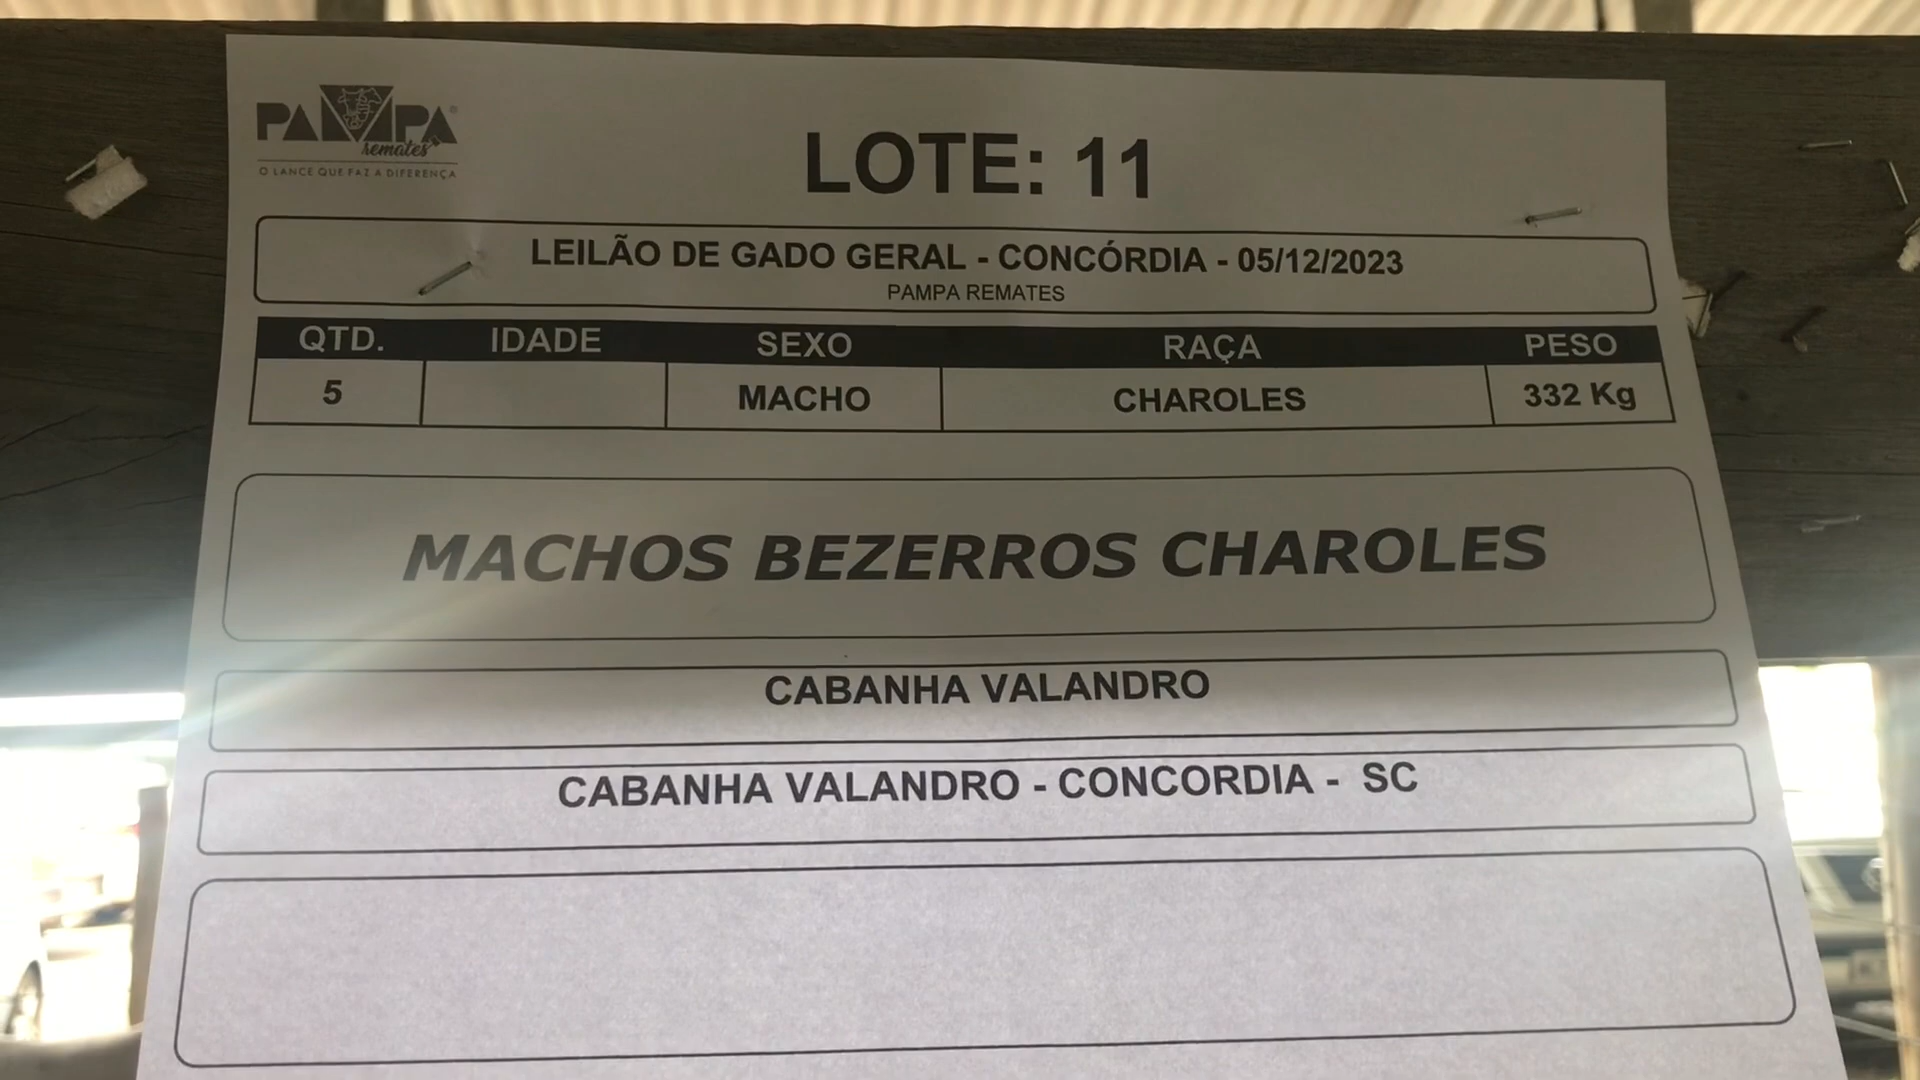 PAMPA®
remates
O LANCE QUE FAZ A DIFERENÇA
LOTE: 11
LEILÃO DE GADO GERAL - CONCÓRDIA - 05/12/2023
PAMPA REMATES
QTD. IDADE SEXO RAÇA PESO
5 MACHO CHAROLES 332 Kg
MACHOS BEZERROS CHAROLES
CABANHA VALANDRO
CABANHA VALANDRO - CONCORDIA - SC